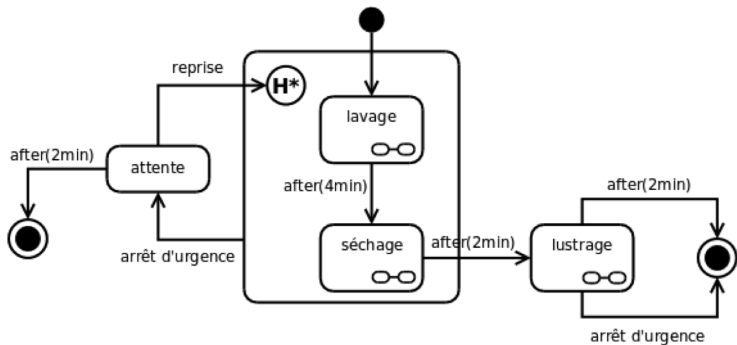 reprise
H*
lavage
after(2min)
attente
after(4min)
after(2min)
arrêt d'urgence
séchage
after(2min)
lustrage
arrêt d'urgence